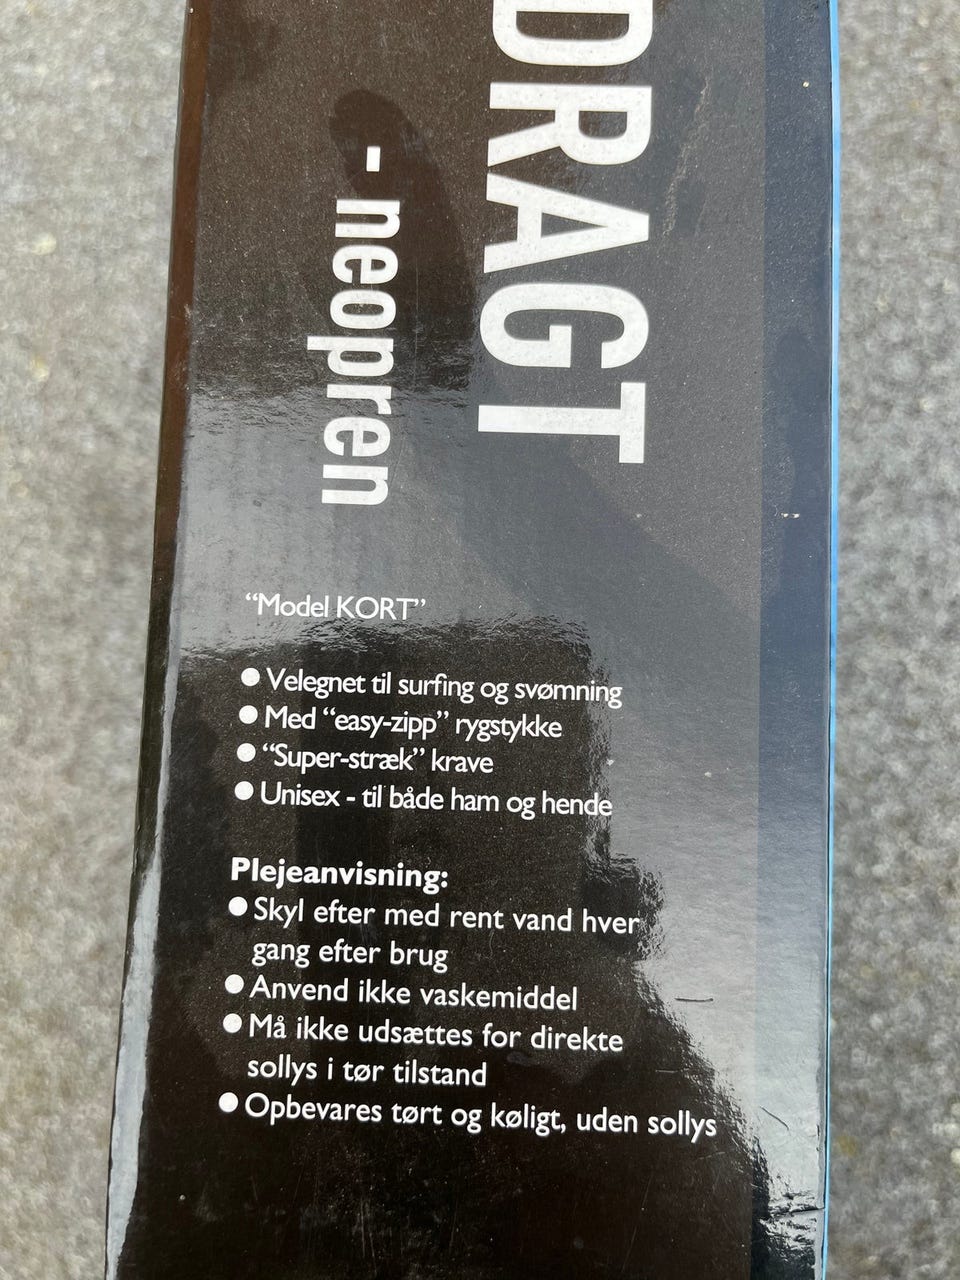 DRAGT
- neopren
“Model KORT”
● Velegnet til surfing og svømning
● Med “easy-zipp” rygstykke
● “Super-stræk” krave
● Unisex - til både ham og hende
Plejeanvisning:
● Skyl efter med rent vand hver
gang efter brug
● Anvend ikke vaskemiddel
● Må ikke udsættes for direkte
sollys i tør tilstand
● Opbevares tørt og køligt, uden sollys